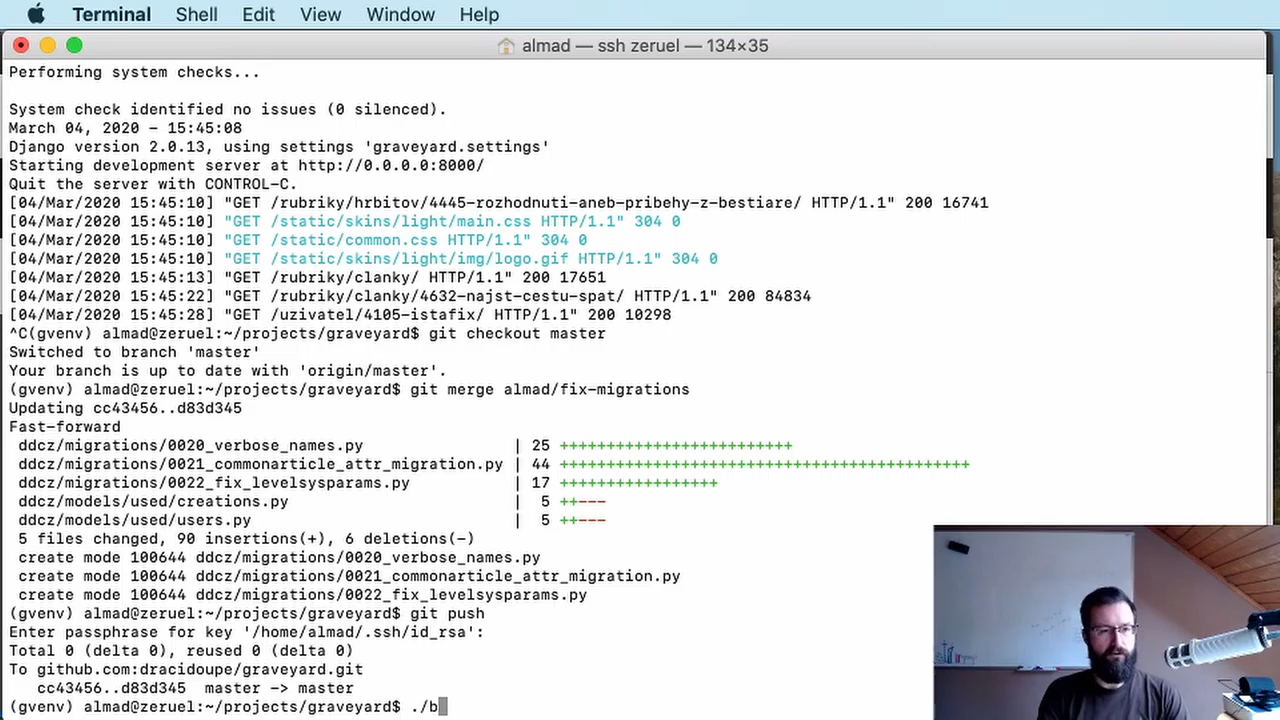 Terminal Shell Edit View Window Help
almad — ssh zeruel — 134×35
Performing system checks...
System check identified no issues (0 silenced).
March 04, 2020 - 15:45:08
Django version 2.0.13, using settings 'graveyard.settings'
Starting development server at http://0.0.0.0:8000/
Quit the server with CONTROL-C.
[04/Mar/2020 15:45:10] "GET /rubriky/hrbitov/4445-rozhodnuti-aneb-pribehy-z-bestiare/ HTTP/1.1" 200 16741
[04/Mar/2020 15:45:10] "GET /static/skins/light/main.css HTTP/1.1" 304 0
[04/Mar/2020 15:45:10] "GET /static/common.css HTTP/1.1" 304 0
[04/Mar/2020 15:45:10] "GET /static/skins/light/img/logo.gif HTTP/1.1" 304 0
[04/Mar/2020 15:45:13] "GET /rubriky/clanky/ HTTP/1.1" 200 17651
[04/Mar/2020 15:45:22] "GET /rubriky/clanky/4632-najst-cestu-spat/ HTTP/1.1" 200 84834
[04/Mar/2020 15:45:28] "GET /uzivatel/4105-istafix/ HTTP/1.1" 200 10298
^C(gvenv) almad@zeruel:~/projects/graveyard$ git checkout master
Switched to branch 'master'
Your branch is up to date with 'origin/master'.
(gvenv) almad@zeruel:~/projects/graveyard$ git merge almad/fix-migrations
Updating cc43456..d83d345
Fast-forward
ddcz/migrations/0020_verbose_names.py | 25 +++++++++++++++++++++++++
ddcz/migrations/0021_commonarticle_attr_migration.py | 44 ++++++++++++++++++++++++++++++++++++++++++++
ddcz/migrations/0022_fix_levelsysparams.py | 17 +++++++++++++++++
ddcz/models/used/creations.py | 5 ++---
ddcz/models/used/users.py | 5 ++---
5 files changed, 90 insertions(+), 6 deletions(-)
create mode 100644 ddcz/migrations/0020_verbose_names.py
create mode 100644 ddcz/migrations/0021_commonarticle_attr_migration.py
create mode 100644 ddcz/migrations/0022_fix_levelsysparams.py
(gvenv) almad@zeruel:~/projects/graveyard$ git push
Enter passphrase for key '/home/almad/.ssh/id_rsa':
Total 0 (delta 0), reused 0 (delta 0)
To github.com:dracidoupe/graveyard.git
cc43456..d83d345 master -> master
(gvenv) almad@zeruel:~/projects/graveyard$ ./b